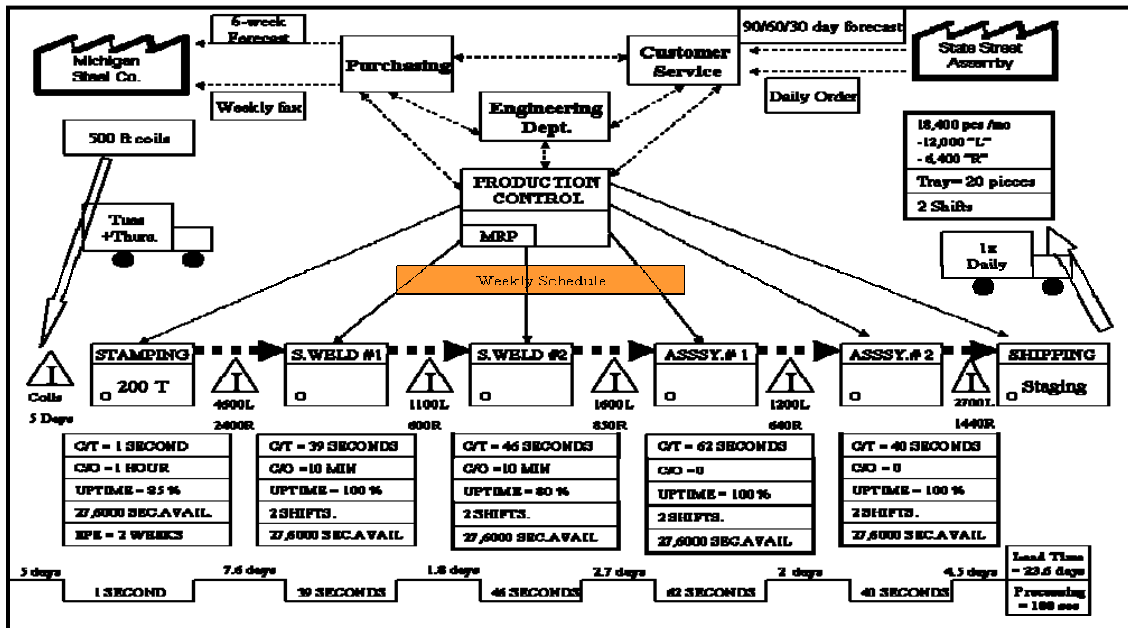 6-week
Forecast
Michigan
Steel Co.
Weekly fax
Purchasing
Customer
Service
90/60/30 day forecast
State Street
Assembly
Daily Order
Engineering
Dept.
500 ft coils
18,400 pcs /mo
-12,000 "L"
- 6,400 "R"
Tray= 20 pieces
2 Shifts
PRODUCTION
CONTROL
MRP
Tues
+Thurs.
1x
Daily
Weekly Schedule
STAMPING
200 T
S.WELD #1
S.WELD #2
ASSSY.# 1
ASSSY.# 2
SHIPPING
Staging
I
I
I
I
I
I
Coils
5 Days
4600L
2400R
1100L
600R
1600L
850R
1200L
640R
2700L
1440R
C/T = 1 SECOND
C/O = 1 HOUR
UPTIME = 85 %
27,6000 SEC.AVAIL.
EPE = 2 WEEKS
C/T = 39 SECONDS
C/O =10 MIN
UPTIME = 100 %
2 SHIFTS.
27,6000 SEC.AVAIL
C/T = 46 SECONDS
C/O =10 MIN
UPTIME = 80 %
2 SHIFTS.
27,6000 SEC.AVAIL
C/T = 62 SECONDS
C/O =0
UPTIME = 100 %
2 SHIFTS.
27,6000 SEC.AVAIL
C/T = 40 SECONDS
C/O = 0
UPTIME = 100 %
2 SHIFTS.
27,6000 SEC.AVAIL
5 days
7.6 days
1.8 days
2.7 days
2 days
4.5 days
1 SECOND
39 SECONDS
46 SECONDS
62 SECONDS
40 SECONDS
Lead Time
= 23.6 days
Processing
= 188 sec